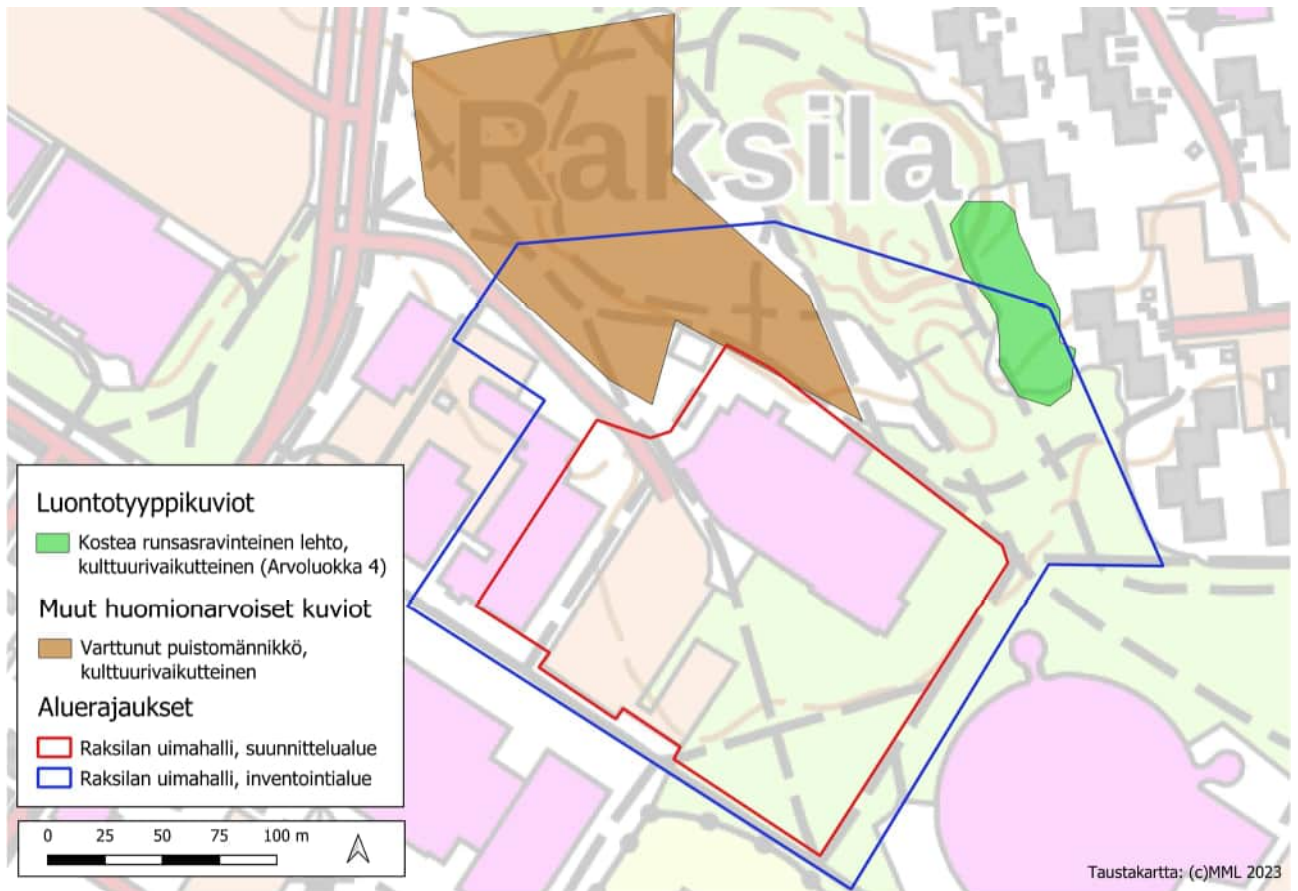 Raksila
Luontotyyppikuviot
Kostea runsasravinteinen lehto,
kulttuurivaikutteinen (Arvoluokka 4)
Muut huomionarvoiset kuviot
Varttunut puistomännikkö,
kulttuurivaikutteinen
Aluerajaukset
Raksilan uimahalli, suunnittelualue
Raksilan uimahalli, inventointialue
0 25 50 75 100 m
Taustakartta: (c)MML 2023